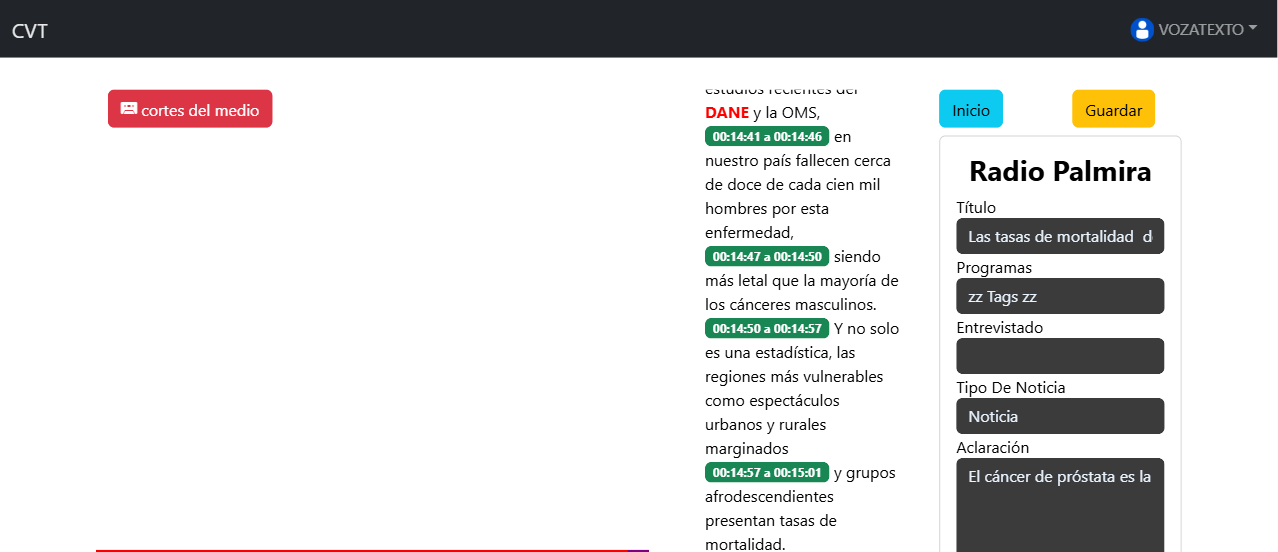 CVT
VOZATEXTO
cortes del medio
estudios recientes del
DANE y la OMS,
00:14:41 a 00:14:46 en
nuestro país fallecen cerca
de doce de cada cien mil
hombres por esta
enfermedad,
00:14:47 a 00:14:50 siendo
más letal que la mayoría de
los cánceres masculinos.
00:14:50 a 00:14:57 Y no solo
es una estadística, las
regiones más vulnerables
como espectáculos
urbanos y rurales
marginados
00:14:57 a 00:15:01 y grupos
afrodescendientes
presentan tasas de
mortalidad.
Inicio
Guardar
Radio Palmira
Título
Las tasas de mortalidad d
Programas
zz Tags zz
Entrevistado
Tipo De Noticia
Noticia
Aclaración
El cáncer de próstata es la